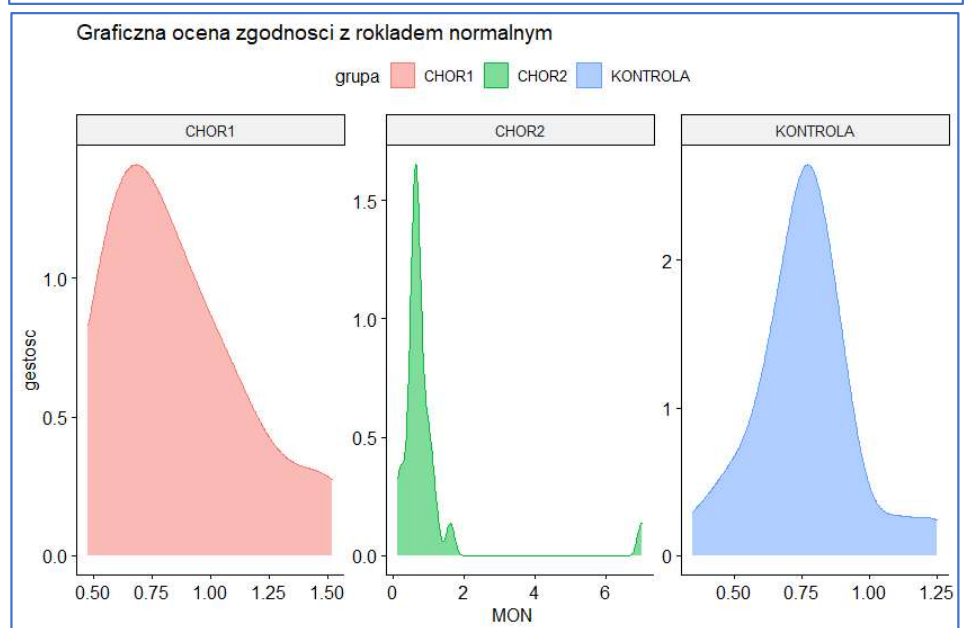 Graficzna ocena zgodnosci z rokladem normalnym
grupa CHOR1 CHOR2 KONTROLA
CHOR1 CHOR2 KONTROLA
gestosc
1.0
0.5
0.0
1.5
1.0
0.5
0.0
2
1
0
0.50 0.75 1.00 1.25 1.50
0 2 4 6
0.50 0.75 1.00 1.25
MON